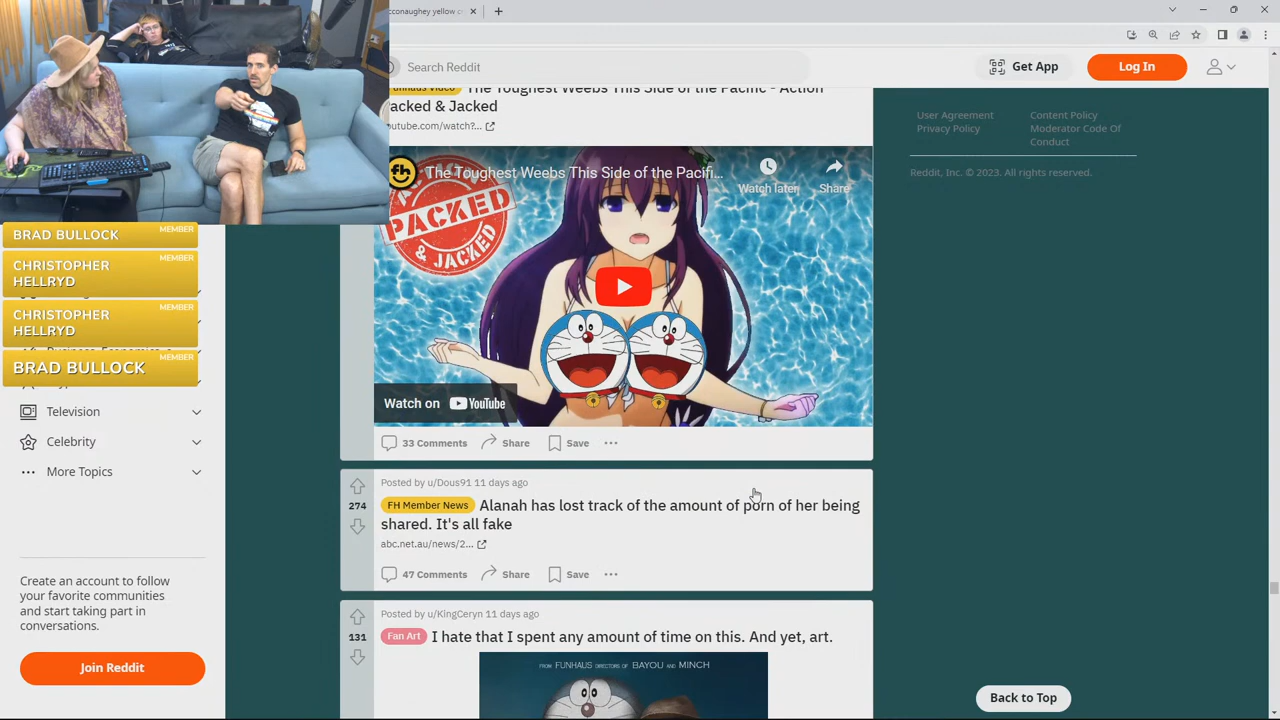 cconaughey yellow c
Search Reddit
Get App
Log In
The Toughest Weebs This Side of the Pacific - Action
acked & Jacked
outube.com/watch?...
User Agreement
Privacy Policy
Content Policy
Moderator Code Of
Conduct
Reddit, Inc. © 2023. All rights reserved.
fh
The Toughest Weebs This Side of the Pacifi...
Watch later
Share
PACKED
& JACKED
BRAD BULLOCK
MEMBER
CHRISTOPHER
HELLRYD
MEMBER
CHRISTOPHER
HELLRYD
MEMBER
BRAD BULLOCK
MEMBER
Television
Celebrity
More Topics
Watch on YouTube
33 Comments
Share
Save
Posted by u/Dous91 11 days ago
274
FH Member News
Alanah has lost track of the amount of porn of her being
shared. It's all fake
abc.net.au/news/2...
47 Comments
Share
Save
Create an account to follow
your favorite communities
and start taking part in
conversations.
Join Reddit
Posted by u/KingCeryn 11 days ago
131
Fan Art
I hate that I spent any amount of time on this. And yet, art.
FROM FUNHAUS DIRECTORS OF BAYOU AND MINCH
Back to Top